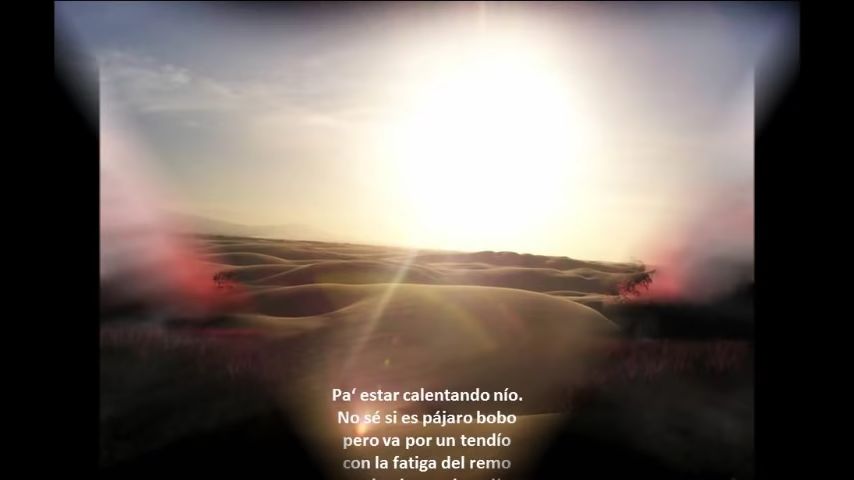 Pa‘ estar calentando nío.
No sé si es pájaro bobo
pero va por un tendío
con la fatiga del remo